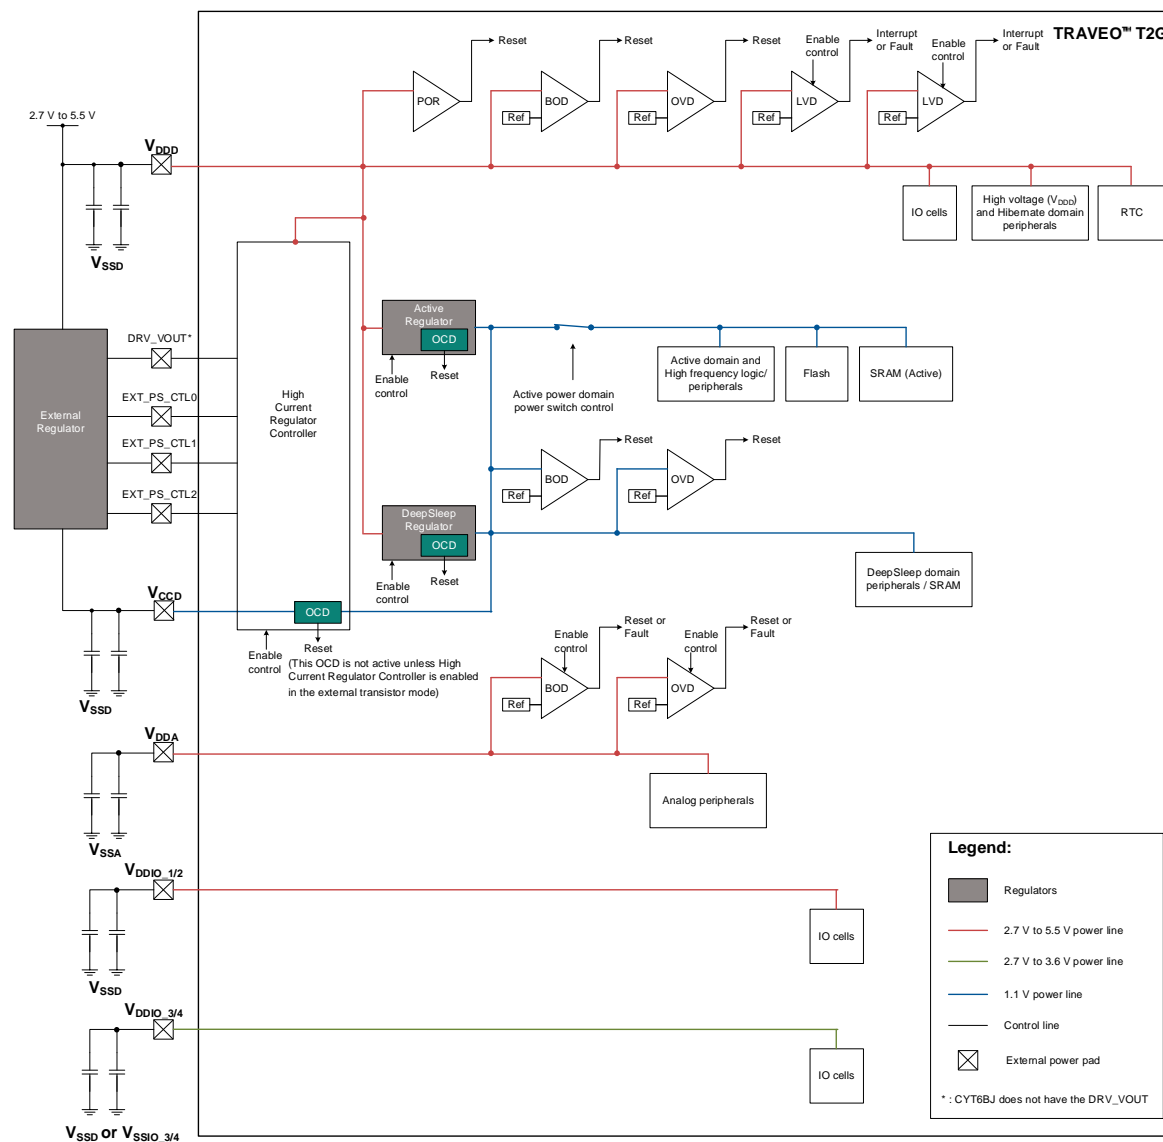 TRAVEO™ T2G
Reset
Reset
Reset
Enable
control
Interrupt
or Fault
Enable
control
Interrupt
or Fault
POR
BOD
Ref
OVD
Ref
LVD
Ref
LVD
Ref
2.7 V to 5.5 V
VDDD
VSSD
IO cells
High voltage (VDDD)
and Hibernate domain
peripherals
RTC
External
Regulator
DRV_VOUT*
EXT_PS_CTL0
EXT_PS_CTL1
EXT_PS_CTL2
High
Current
Regulator
Controller
Active
Regulator
OCD
Enable
control
Reset
Active power domain
power switch control
Active domain and
High frequency logic/
peripherals
Flash
SRAM (Active)
Reset
Reset
BOD
Ref
OVD
Ref
DeepSleep
Regulator
OCD
Enable
control
Reset
DeepSleep domain
peripherals / SRAM
VCCD
VSSD
OCD
Enable
control
Reset
(This OCD is not active unless High
Current Regulator Controller is enabled
in the external transistor mode)
Enable
control
Reset or
Fault
Enable
control
Reset or
Fault
BOD
Ref
OVD
Ref
VDDA
VSSA
Analog peripherals
VDDIO_1/2
VSSD
IO cells
VDDIO_3/4
VSSD or VSSIO_3/4
IO cells
Legend:
Regulators
2.7 V to 5.5 V power line
2.7 V to 3.6 V power line
1.1 V power line
Control line
External power pad
* : CYT6BJ does not have the DRV_VOUT